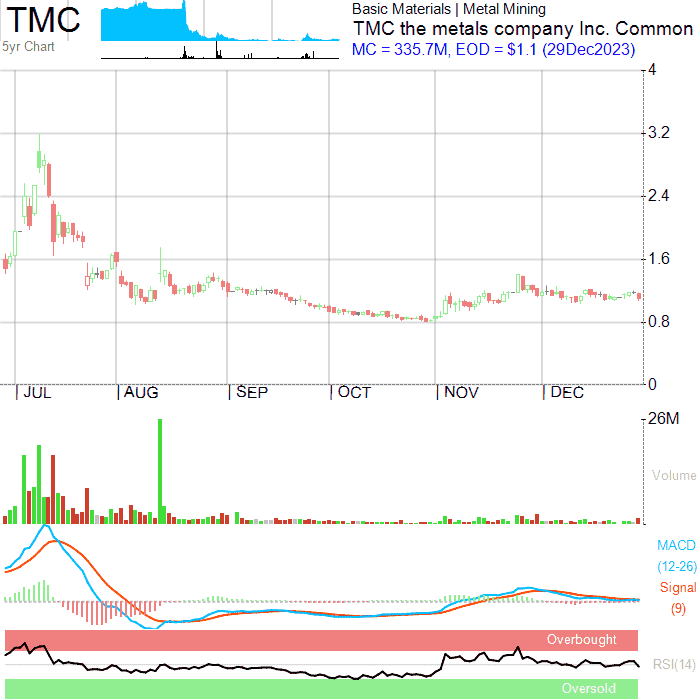 TMC
5yr Chart
Basic Materials | Metal Mining
TMC the metals company Inc. Common
MC = 335.7M, EOD = $1.1 (29Dec2023)
4
3.2
2.4
1.6
0.8
0
JUL AUG SEP OCT NOV DEC
26M
Volume
MACD
(12-26)
Signal
(9)
Overbought
RSI(14)
Oversold